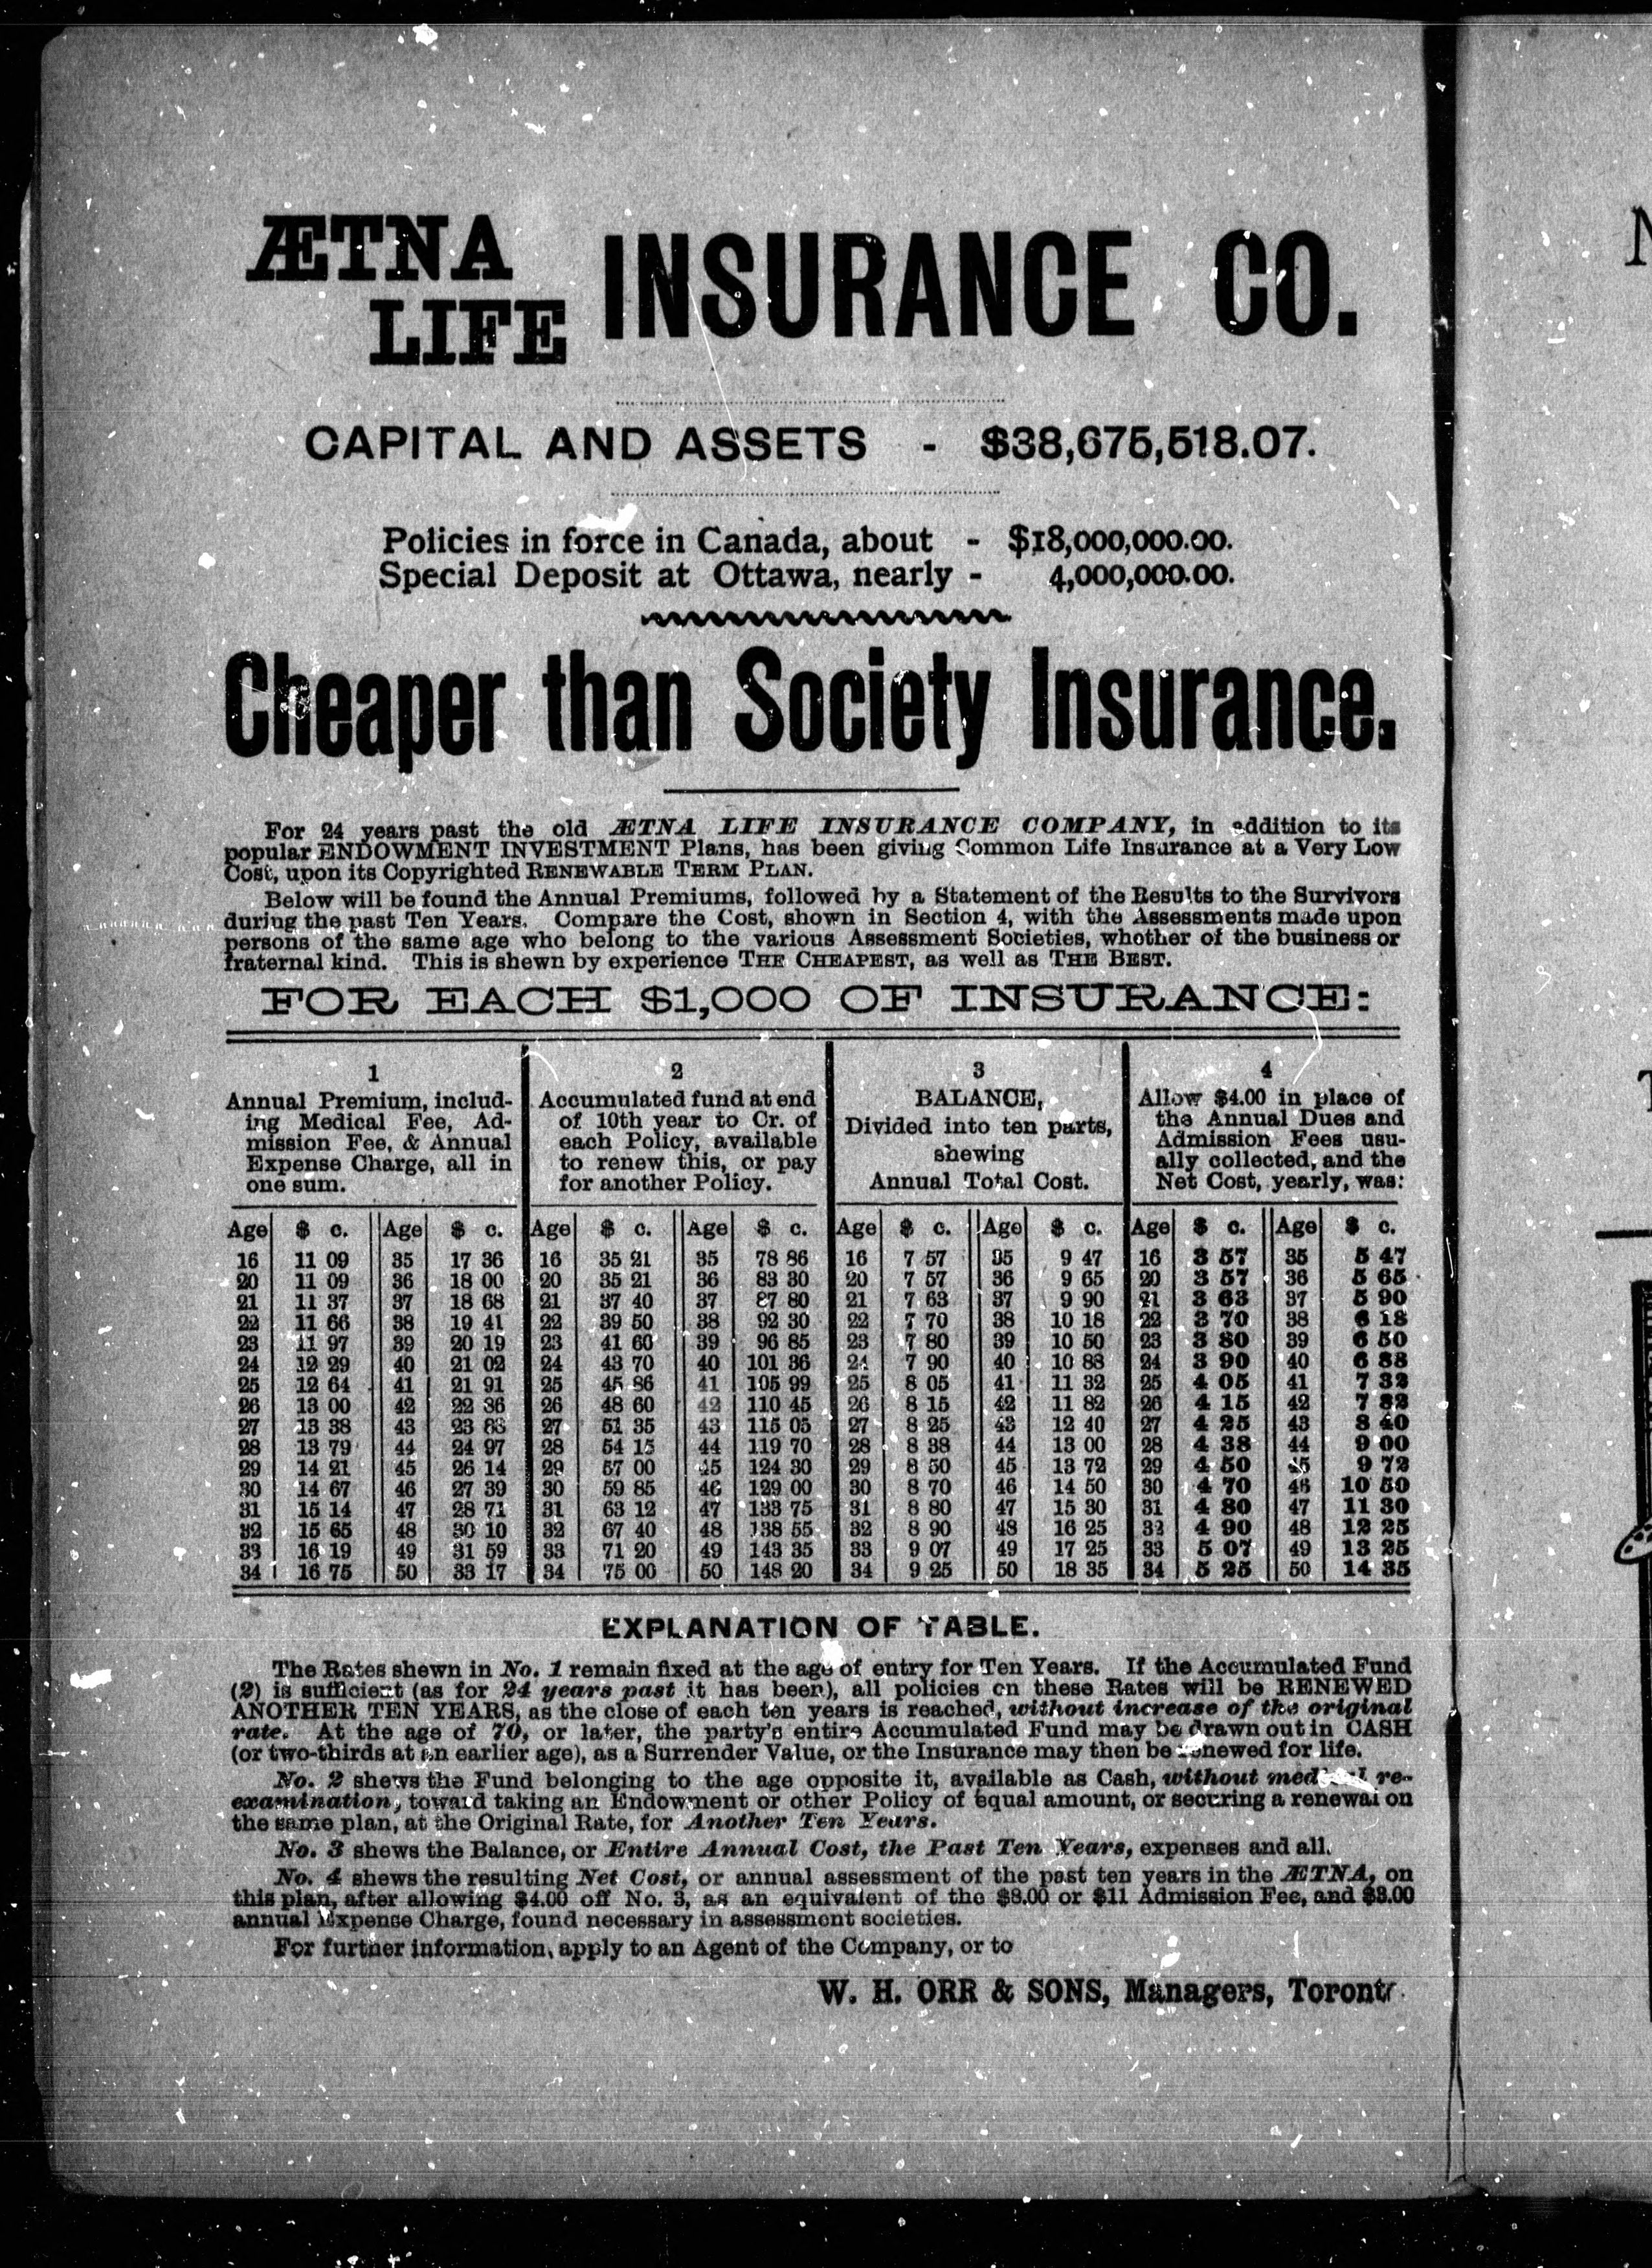 ÆTNA LIFE INSURANCE CO.
CAPITAL AND ASSETS - $38,675,518.07.
Policies in force in Canada, about - $18,000,000.00.
Special Deposit at Ottawa, nearly - 4,000,000.00.
Cheaper than Society Insurance.
For 24 years past the old ÆTNA LIFE INSURANCE COMPANY, in addition to its
popular ENDOWMENT INVESTMENT Plans, has been giving Common Life Insurance at a Very Low
Cost, upon its Copyrighted RENEWABLE TERM PLAN.
Below will be found the Annual Premiums, followed by a Statement of the Results to the Survivors
during the past Ten Years. Compare the Cost, shown in Section 4, with the Assessments made upon
persons of the same age who belong to the various Assessment Societies, whother of the business or
fraternal kind. This is shewn by experience THE CHEAPEST, as well as THE BEST.
FOR EACH $1,000 OF INSURANCE:
1
Annual Premium, includ-
ing Medical Fee, Ad-
mission Fee, & Annual
Expense Charge, all in
one sum.
2
Accumulated fund at end
of 10th year to Cr. of
each Policy, available
to renew this, or pay
for another Policy.
3
BALANCE,
Divided into ten parts,
shewing
Annual Total Cost.
4
Allow $4.00 in place of
the Annual Dues and
Admission Fees usu-
ally collected, and the
Net Cost, yearly, was:
Age $ c. Age $ c. Age $ c. Age $ c. Age $ c. Age $ c. Age $ c. Age $ c.
16 11 09 35 17 36 16 35 21 35 78 86 16 7 57 35 9 47 16 3 57 35 5 47
20 11 09 36 18 00 20 35 21 36 83 30 20 7 57 36 9 65 20 3 57 36 5 65
21 11 37 37 18 68 21 37 40 37 87 80 21 7 63 37 9 90 21 3 63 37 5 90
22 11 66 38 19 41 22 39 50 38 92 30 22 7 70 38 10 18 22 3 70 38 6 18
23 11 97 39 20 19 23 41 60 39 96 85 23 7 80 39 10 50 23 3 80 39 6 50
24 12 29 40 21 02 24 43 70 40 101 36 24 7 90 40 10 88 24 3 90 40 6 88
25 12 64 41 21 91 25 45 86 41 105 99 25 8 05 41 11 32 25 4 05 41 7 32
26 13 00 42 22 36 26 48 60 42 110 45 26 8 15 42 11 82 26 4 15 42 7 82
27 13 38 43 23 88 27 51 35 43 115 05 27 8 25 43 12 40 27 4 25 43 8 40
28 13 79 44 24 97 28 54 15 44 119 70 28 8 38 44 13 00 28 4 38 44 9 00
29 14 21 45 26 14 29 57 00 45 124 30 29 8 50 45 13 72 29 4 50 45 9 72
30 14 67 46 27 39 30 59 85 46 129 00 30 8 70 46 14 50 30 4 70 46 10 50
31 15 14 47 28 71 31 63 12 47 133 75 31 8 80 47 15 30 31 4 80 47 11 30
32 15 65 48 30 10 32 67 40 48 138 55 32 8 90 48 16 25 32 4 90 48 12 25
33 16 19 49 31 59 33 71 20 49 143 35 33 9 07 49 17 25 33 5 07 49 13 25
34 16 75 50 33 17 34 75 00 50 148 20 34 9 25 50 18 35 34 5 25 50 14 35
EXPLANATION OF TABLE.
The Rates shewn in No. 1 remain fixed at the age of entry for Ten Years. If the Accumulated Fund
(2) is sufficient (as for 24 years past it has been), all policies on these Rates will be RENEWED
ANOTHER TEN YEARS, as the close of each ten years is reached, without increase of the original
rate. At the age of 70, or later, the party's entire Accumulated Fund may be drawn out in CASH
(or two-thirds at an earlier age), as a Surrender Value, or the Insurance may then be renewed for life.
No. 2 shews the Fund belonging to the age opposite it, available as Cash, without medical re-
examination, toward taking an Endowment or other Policy of equal amount, or securing a renewal on
the same plan, at the Original Rate, for Another Ten Years.
No. 3 shews the Balance, or Entire Annual Cost, the Past Ten Years, expenses and all.
No. 4 shews the resulting Net Cost, or annual assessment of the past ten years in the ÆTNA, on
this plan, after allowing $4.00 off No. 3, as an equivalent of the $8.00 or $11 Admission Fee, and $3.00
annual Expense Charge, found necessary in assessment societies.
For further information, apply to an Agent of the Company, or to
W. H. ORR & SONS, Managers, Toronto